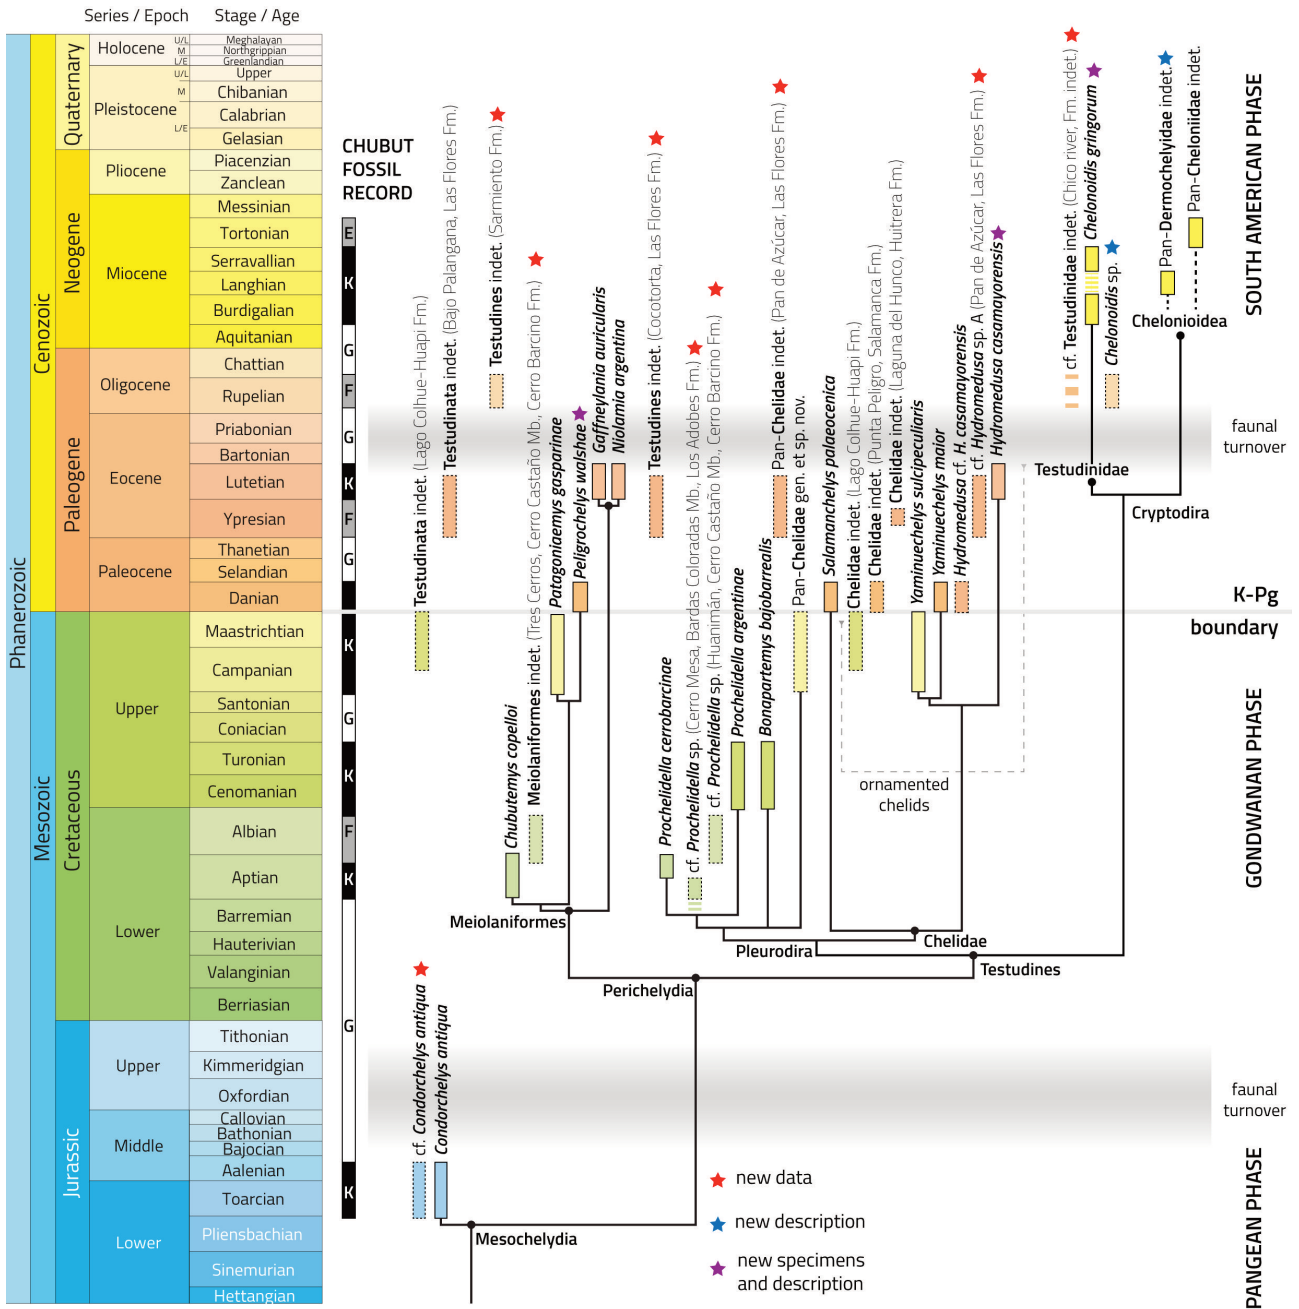 Series / Epoch
Stage / Age
Phanerozoic
Cenozoic
Mesozoic
Quaternary
Neogene
Paleogene
Cretaceous
Jurassic
Holocene
U/L
M
L/E
Pleistocene
U/L
M
L/E
Pliocene
Miocene
Oligocene
Eocene
Paleocene
Upper
Lower
Upper
Middle
Lower
Meghalayan
Northgrippian
Greenlandian
Upper
Chibanian
Calabrian
Gelasian
Piacenzian
Zanclean
Messinian
Tortonian
Serravallian
Langhian
Burdigalian
Aquitanian
Chattian
Rupelian
Priabonian
Bartonian
Lutetian
Ypresian
Thanetian
Selandian
Danian
Maastrichtian
Campanian
Santonian
Coniacian
Turonian
Cenomanian
Albian
Aptian
Barremian
Hauterivian
Valanginian
Berriasian
Tithonian
Kimmeridgian
Oxfordian
Callovian
Bathonian
Bajocian
Aalenian
Toarcian
Pliensbachian
Sinemurian
Hettangian
CHUBUT
FOSSIL
RECORD
E
K
G
F
G
K
F
G
K
G
K
F
K
G
K
Testudinata indet. (Lago Colhue-Huapi Fm.)
Testudinata indet. (Bajo Palangana, Las Flores Fm.)
Testudines indet. (Sarmiento Fm.)
Chubutemys copelloi
Meiolaniformes indet. (Tres Cerros, Cerro Castaño Mb., Cerro Barcino Fm.)
Patagoniaemys gasparinae
Peligrochelys walshae
Gaffneylania auricularis
Niolamia argentina
Testudines indet. (Cocotorta, Las Flores Fm.)
Prochelidella cerrobarcinae
cf. Prochelidella sp. (Cerro Mesa, Bardas Coloradas Mb., Los Adobes Fm.)
cf. Prochelidella sp. (Huanimán, Cerro Castaño Mb., Cerro Barcino Fm.)
Prochelidella argentinae
Bonapartemys bajobarrealis
Pan-Chelidae indet. (Pan de Azúcar, Las Flores Fm.)
Pan-Chelidae gen. et sp. nov.
Salamanchelys palaeocenica
Chelidae indet. (Lago Colhue-Huapi Fm.)
Chelidae indet. (Punta Peligro, Salamanca Fm.)
Chelidae indet. (Laguna del Hunco, Huitrera Fm.)
Yaminuechelys sulcipeculiaris
Yaminuechelys maior
Hydromedusa cf. H. casamayorensis
cf. Hydromedusa sp. A (Pan de Azúcar, Las Flores Fm.)
Hydromedusa casamayorensis
cf. Testudinidae indet. (Chico river, Fm. indet.)
Chelonoidis gringorum
Chelonoidis sp.
Pan-Dermochelyidae indet.
Pan-Cheloniidae indet.
Chelonioidea
Testudinidae
Cryptodira
ornamented
chelids
Meiolaniformes
Pleurodira
Chelidae
Testudines
Perichelydia
cf. Condorchelys antiqua
Condorchelys antiqua
Mesochelydia
new data
new description
new specimens
and description
SOUTH AMERICAN PHASE
faunal
turnover
K-Pg
boundary
GONDWANAN PHASE
faunal
turnover
PANGEAN PHASE